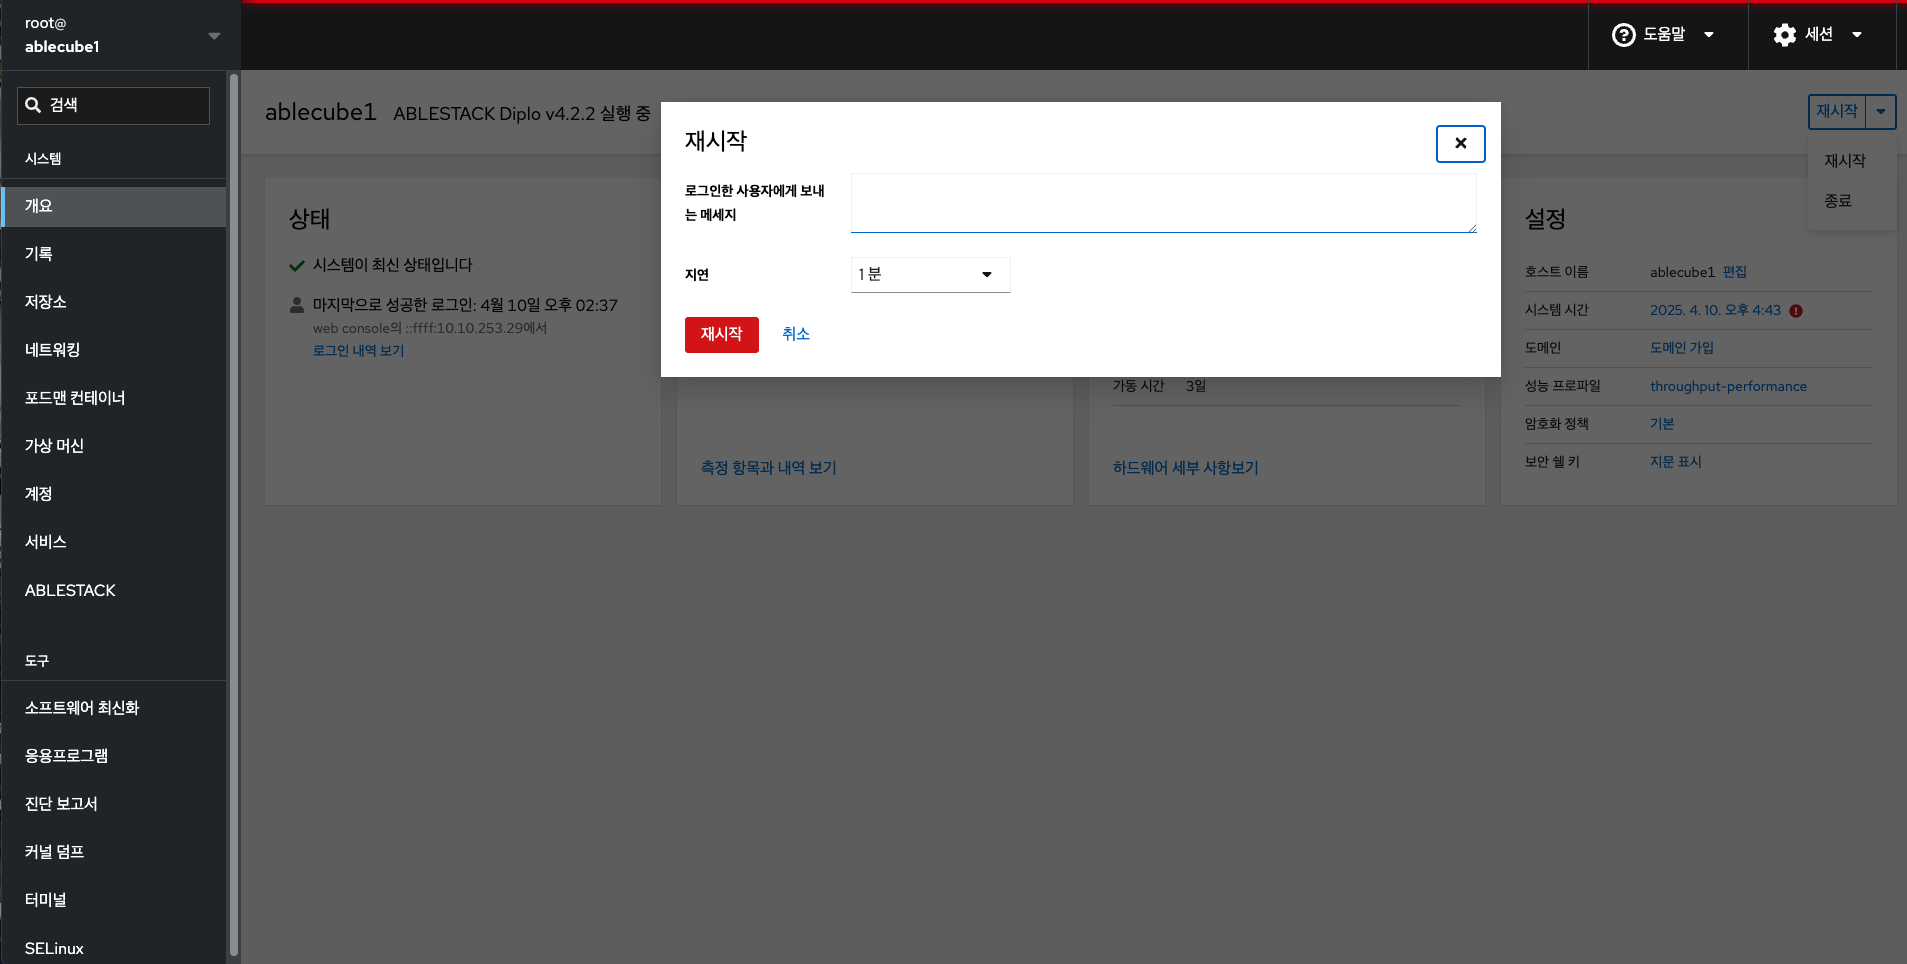 root@
ablecube1
도움말
세션
검색
시스템
개요
기록
저장소
네트워킹
포드맨 컨테이너
가상 머신
계정
서비스
ABLESTACK
도구
소프트웨어 최신화
응용프로그램
진단 보고서
커널 덤프
터미널
SELinux
ablecube1 ABLESTACK Diplo v4.2.2 실행 중
재시작
재시작
종료
재시작
로그인한 사용자에게 보내
는 메세지
지연
1 분
재시작 취소
상태
시스템이 최신 상태입니다
마지막으로 성공한 로그인: 4월 10일 오후 02:37
web console의 ::ffff:10.10.253.29에서
로그인 내역 보기
측정 항목과 내역 보기
가동 시간 3일
하드웨어 세부 사항보기
설정
호스트 이름 ablecube1 편집
시스템 시간 2025. 4. 10. 오후 4:43
도메인 도메인 가입
성능 프로파일 throughput-performance
암호화 정책 기본
보안 쉘 키 지문 표시